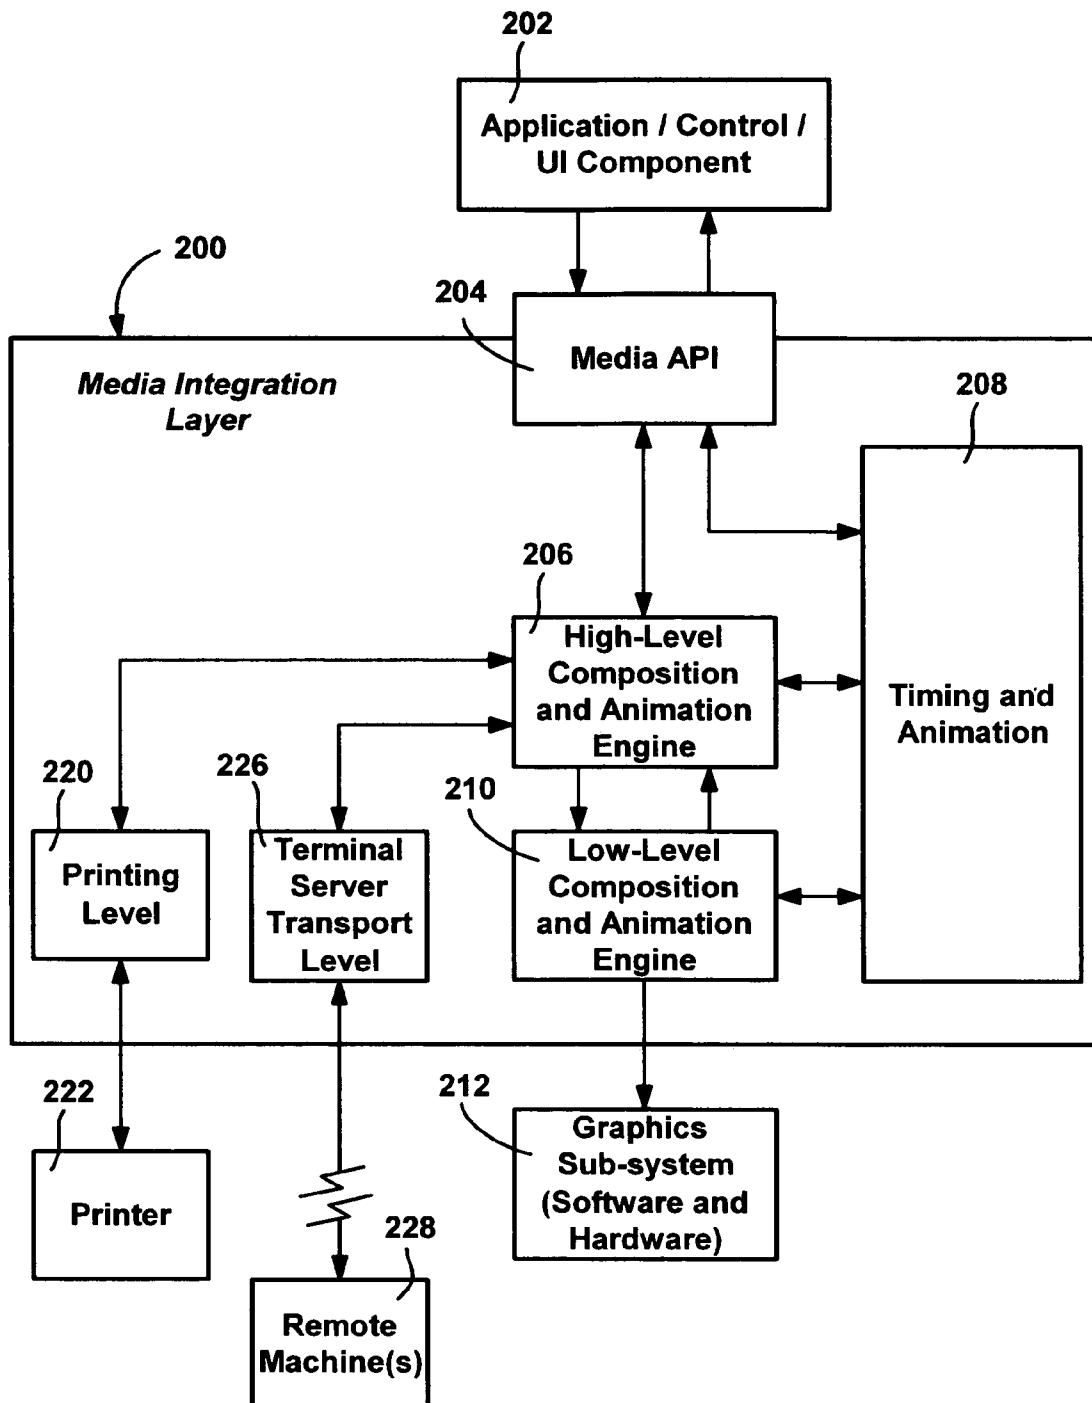 202
Application / Control /
UI Component
200
204
Media API
Media Integration
Layer
208
206
High-Level
Composition
and Animation
Engine
Timing and
Animation
220
226
210
Printing
Level
Terminal
Server
Transport
Level
Low-Level
Composition
and Animation
Engine
222
212
Printer
Graphics
Sub-system
(Software and
Hardware)
228
Remote
Machine(s)